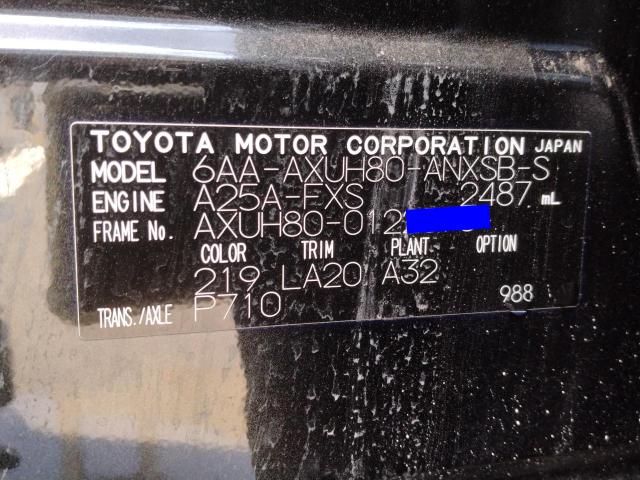 TOYOTA MOTOR CORPORATION JAPAN
MODEL 6AA-AXUH80-ANXSB-S
ENGINE A25A-FXS 2487 mL
FRAME No. AXUH80-012
COLOR TRIM PLANT OPTION
219 LA20 A32
TRANS./AXLE P710 988